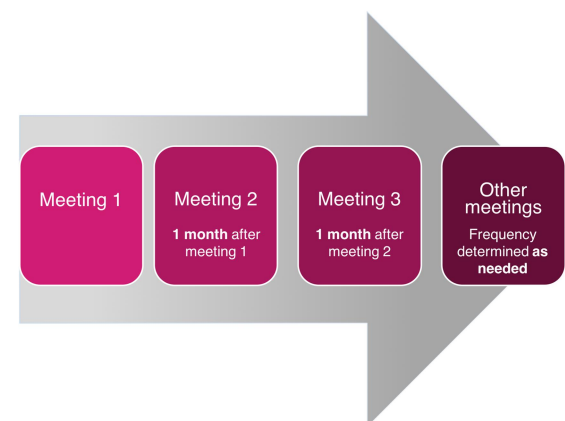 Meeting 1
Meeting 2
1 month after
meeting 1
Meeting 3
1 month after
meeting 2
Other
meetings
Frequency
determined as
needed